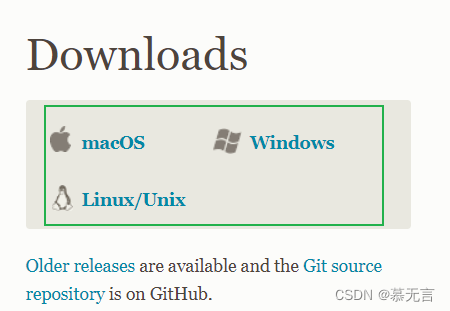 Downloads
macOS Windows
Linux/Unix
Older releases are available and the Git source
repository is on GitHub.
CSDN @慕无言